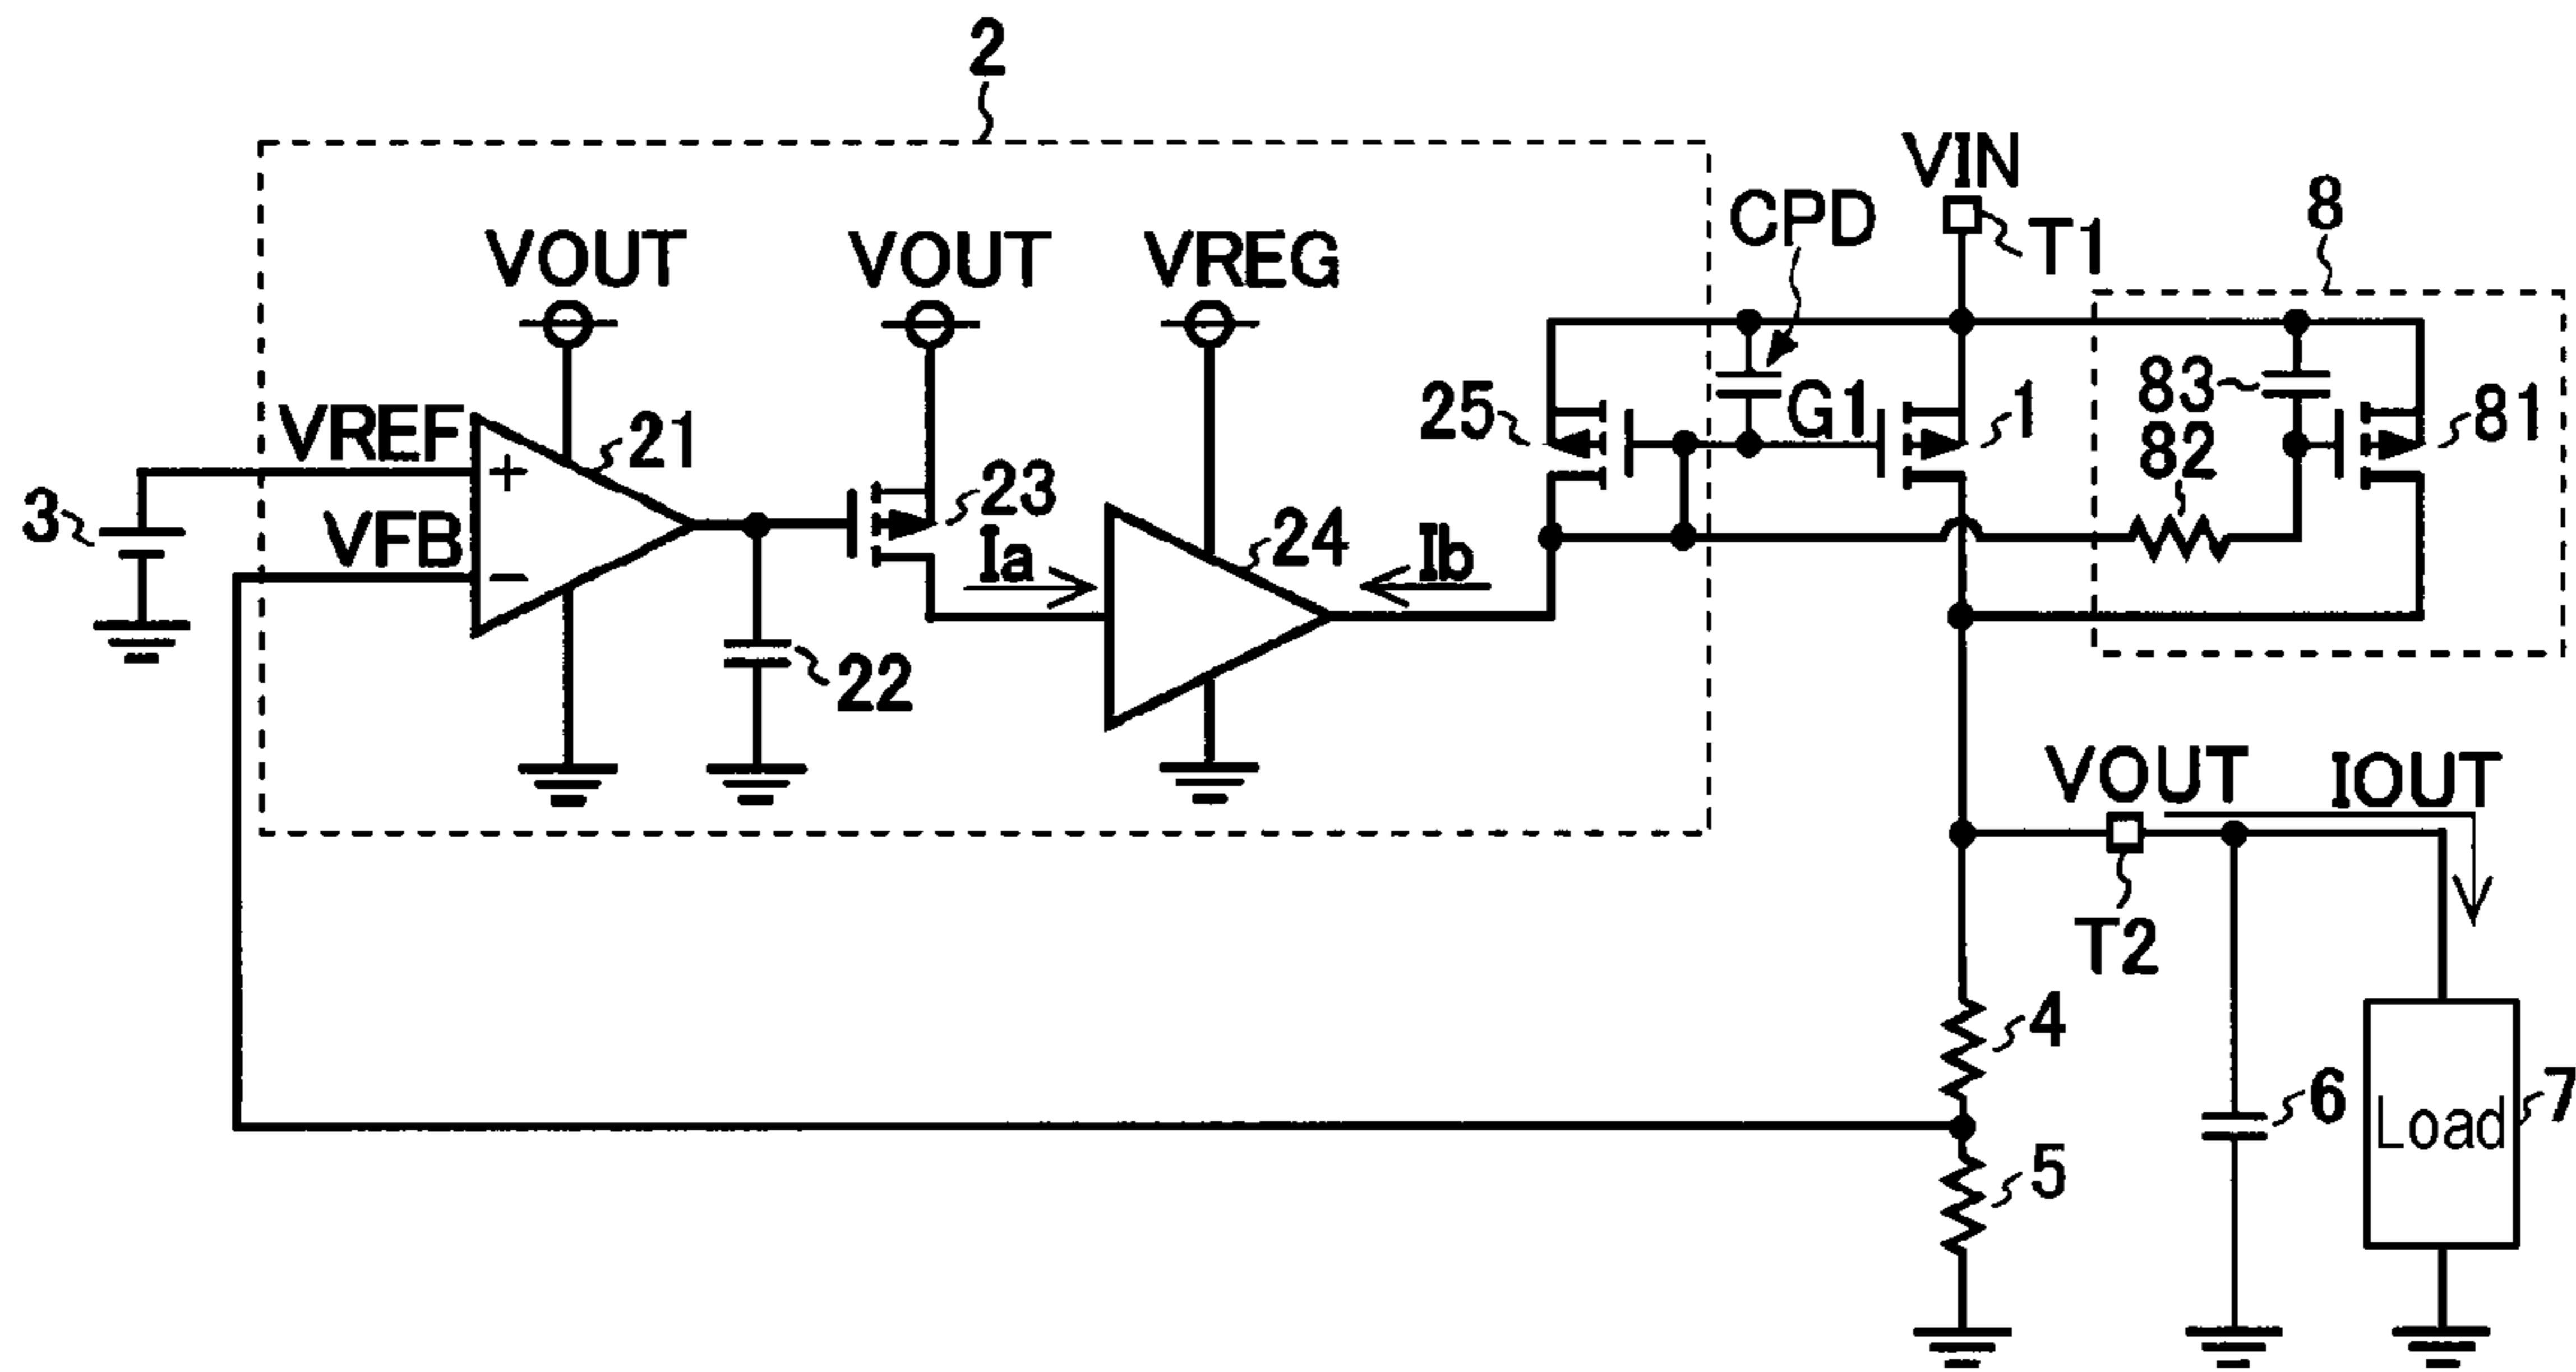 2
VIN
T1
8
CPD
VOUT
VOUT
VREG
VREF
21
+
VFB
−
3
23
Ia
24
Ib
22
25
G1
1
83
82
81
VOUT
IOUT
T2
4
5
6
Load
7